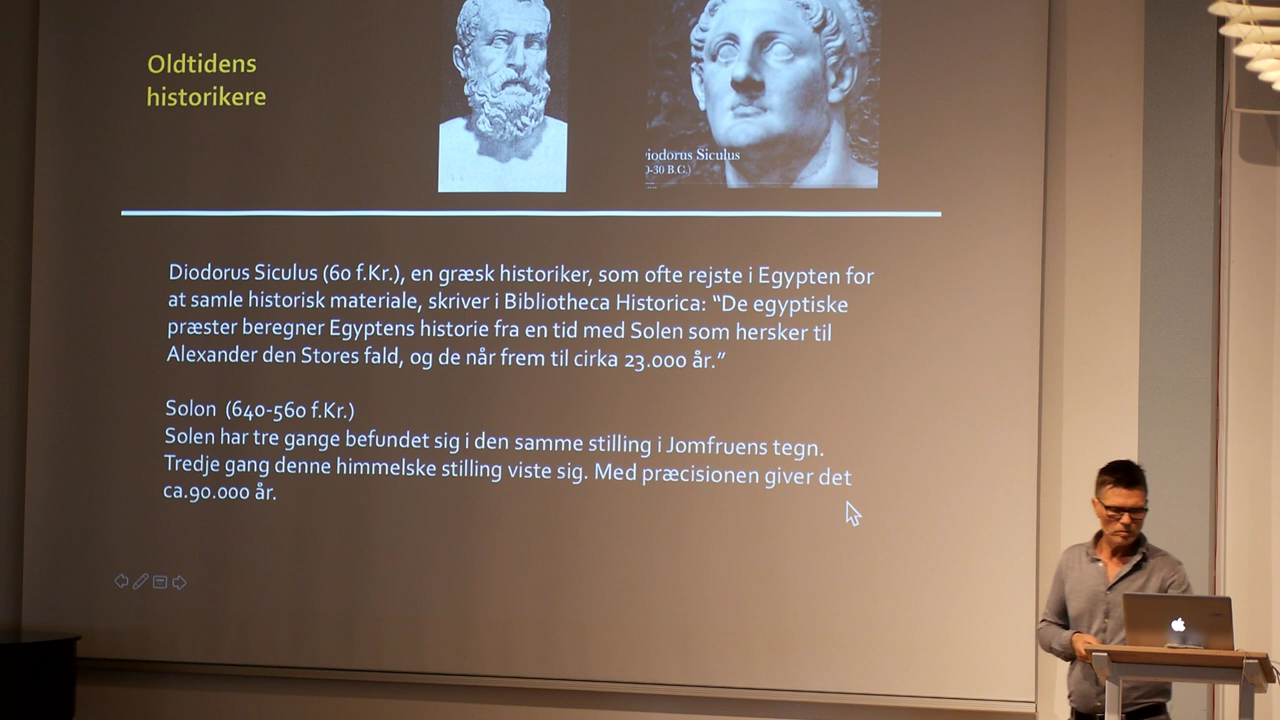 Oldtidens
historikere
iodorus Siculus
0-30 B.C.)
Diodorus Siculus (60 f.Kr.), en græsk historiker, som ofte rejste i Egypten for
at samle historisk materiale, skriver i Bibliotheca Historica: “De egyptiske
præster beregner Egyptens historie fra en tid med Solen som hersker til
Alexander den Stores fald, og de når frem til cirka 23.000 år.”
Solon (640-560 f.Kr.)
Solen har tre gange befundet sig i den samme stilling i Jomfruens tegn.
Tredje gang denne himmelske stilling viste sig. Med præcisionen giver det
ca.90.000 år.